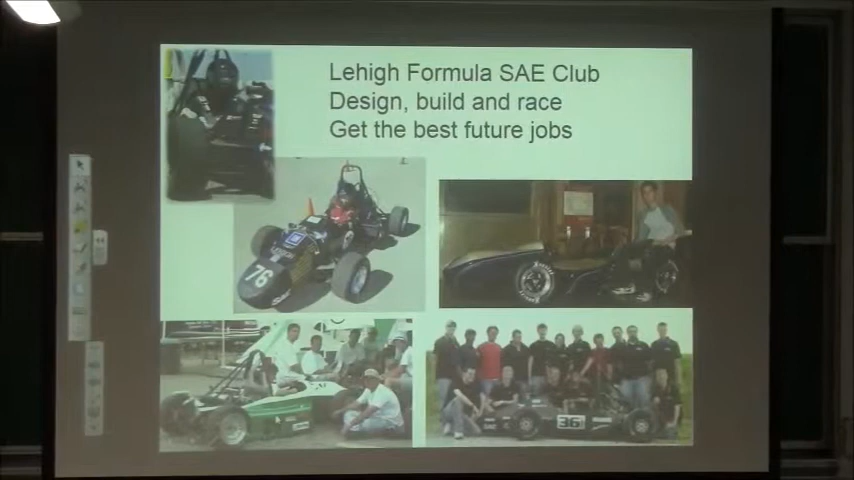 Lehigh Formula SAE Club
Design, build and race
Get the best future jobs
76
36